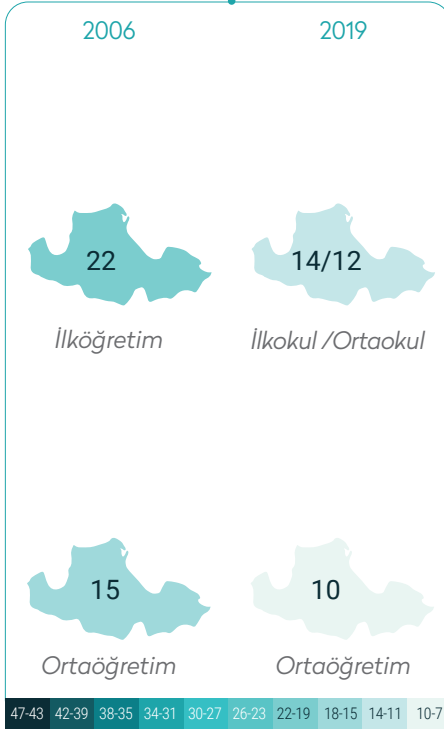 2006 2019
22 14/12
İlköğretim İlkokul /Ortaokul
15 10
Ortaöğretim Ortaöğretim
47-43 42-39 38-35 34-31 30-27 26-23 22-19 18-15 14-11 10-7